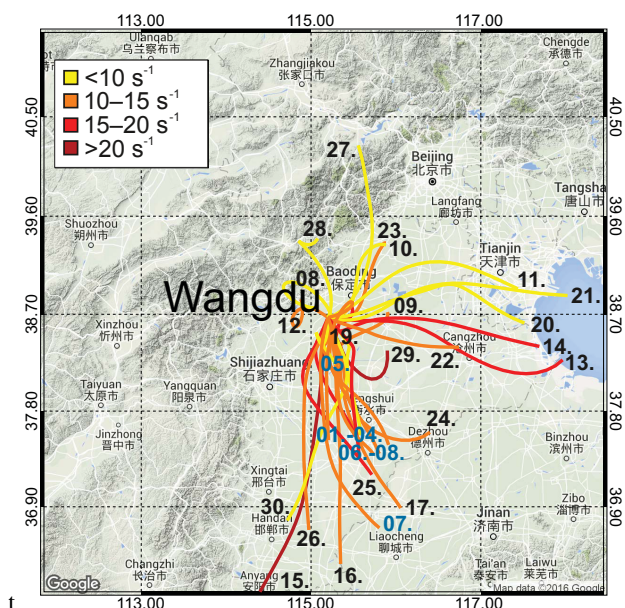 113.00 115.00 117.00
Ulanqab
乌兰察布市
Zhangjiakou
张家口市
Chengde
承德市
<10 s-1
10–15 s-1
15–20 s-1
>20 s-1
40.50
40.50
27.
Beijing
北京市
Langfang
廊坊市
Tangsha
唐山市
39.60
39.60
Shuozhou
朔州市
28.
23.
10.
Tianjin
天津市
08.
Baoding
保定市
11.
21.
Wangdu
09.
38.70
38.70
12.
19.
20.
Xinzhou
忻州市
Cangzhou
沧州市
14.
13.
22.
29.
05.
Shijiazhuang
石家庄市
Taiyuan
太原市
Yangquan
阳泉市
37.80
37.80
24.
01.-04.
06.-08.
Dezhou
德州市
Jinzhong
晋中市
Binzhou
滨州市
25.
Xingtai
邢台市
30.
17.
36.90
36.90
Jinan
济南市
Zibo
淄博市
07.
26.
Liaocheng
聊城市
16.
15.
Changzhi
长治市
Anyang
安阳市
Tai'an
泰安市
Laiwu
莱芜市
Google
Map data ©2016 Google
113.00 115.00 117.00
t